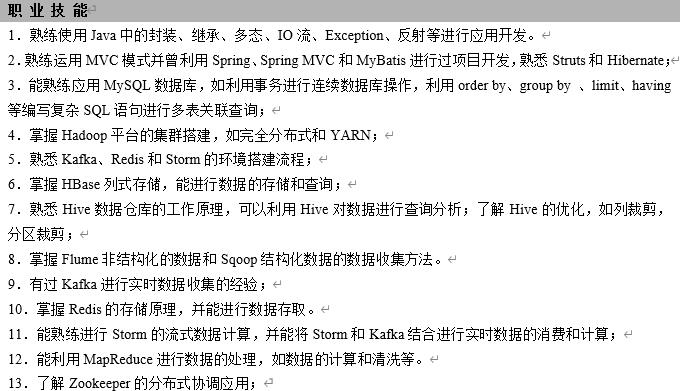 职 业 技 能
1．熟练使用 Java 中的封装、继承、多态、IO 流、Exception、反射等进行应用开发。
2．熟练运用 MVC 模式并曾利用 Spring、Spring MVC 和 MyBatis 进行过项目开发，熟悉 Struts 和 Hibernate；
3．能熟练应用 MySQL 数据库，如利用事务进行连续数据库操作，利用 order by、group by 、limit、having
等编写复杂 SQL 语句进行多表关联查询；
4．掌握 Hadoop 平台的集群搭建，如完全分布式和 YARN；
5．熟悉 Kafka、Redis 和 Storm 的环境搭建流程；
6．掌握 HBase 列式存储，能进行数据的存储和查询；
7．熟悉 Hive 数据仓库的工作原理，可以利用 Hive 对数据进行查询分析；了解 Hive 的优化，如列裁剪，
分区裁剪；
8．掌握 Flume 非结构化的数据和 Sqoop 结构化数据的数据收集方法。
9．有过 Kafka 进行实时数据收集的经验；
10．掌握 Redis 的存储原理，并能进行数据存取。
11．能熟练进行 Storm 的流式数据计算，并能将 Storm 和 Kafka 结合进行实时数据的消费和计算；
12．能利用 MapReduce 进行数据的处理，如数据的计算和清洗等。
13．了解 Zookeeper 的分布式协调应用；